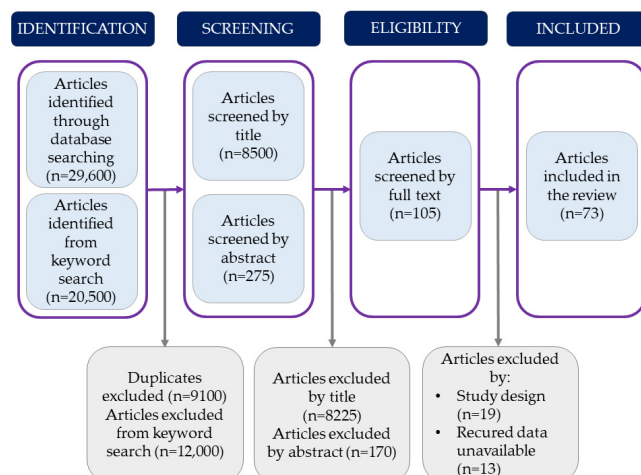 IDENTIFICATION
SCREENING
ELIGIBILITY
INCLUDED
Articles
identified
through
database
searching
(n=29,600)
Articles
identified
from
keyword
search
(n=20,500)
Articles
screened by
title
(n=8500)
Articles
screened by
abstract
(n=275)
Articles
screened by
full text
(n=105)
Articles
included in
the review
(n=73)
Duplicates
excluded (n=9100)
Articles excluded
from keyword
search (n=12,000)
Articles excluded
by title
(n=8225)
Articles excluded
by abstract (n=170)
Articles excluded
by:
• Study design
(n=19)
• Recured data
unavailable
(n=13)